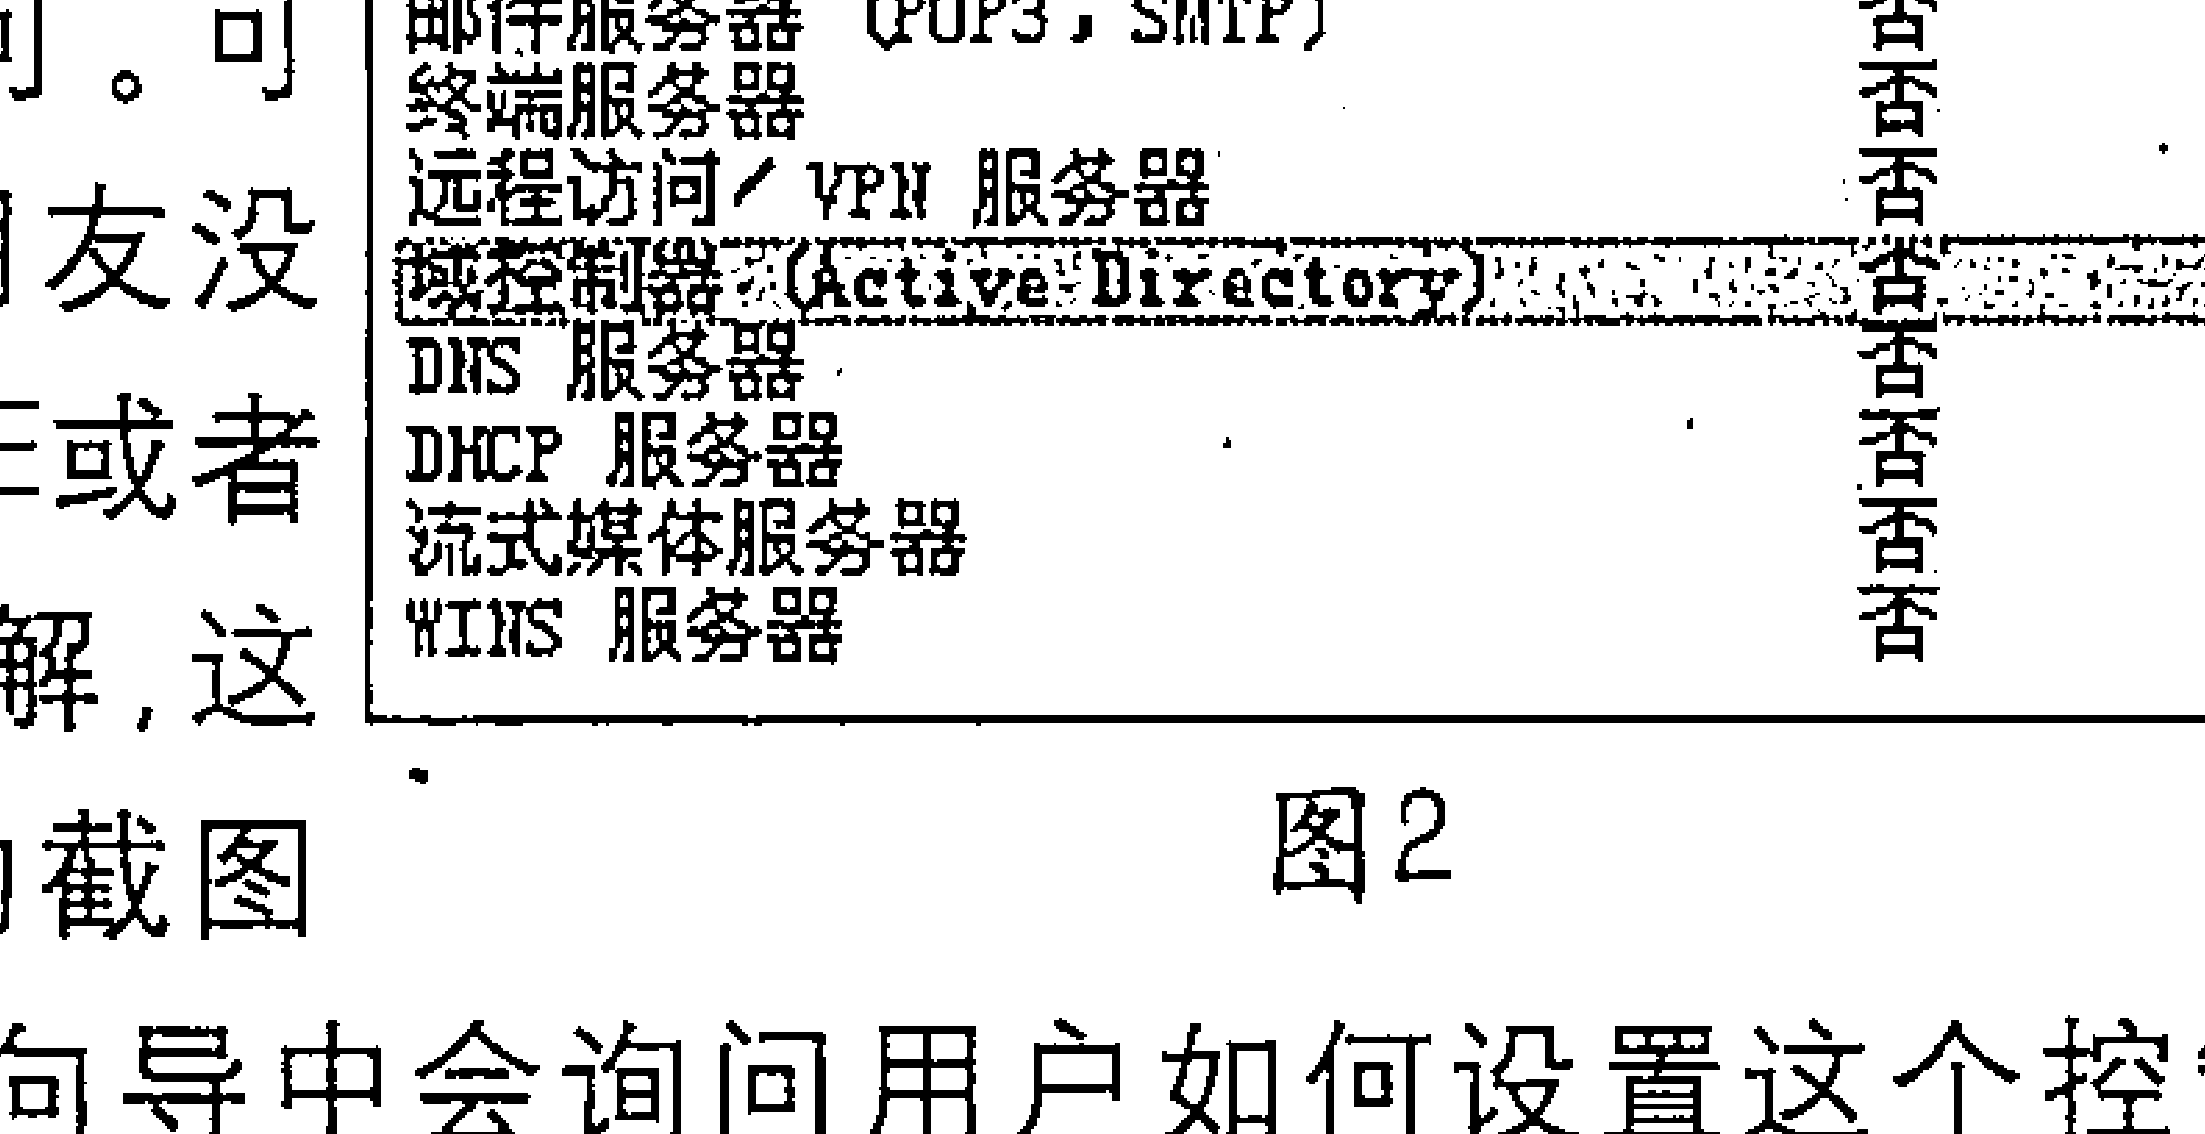 邮件服务器 (POP3, SMTP) 否
终端服务器 否
远程访问/ VPN 服务器 否
域控制器 (Active Directory) 否
DNS 服务器 否
DHCP 服务器 否
流式媒体服务器 否
WINS 服务器 否
。可
友没
或者
解,这
截图
图2
向导中会询问用户如何设置这个控